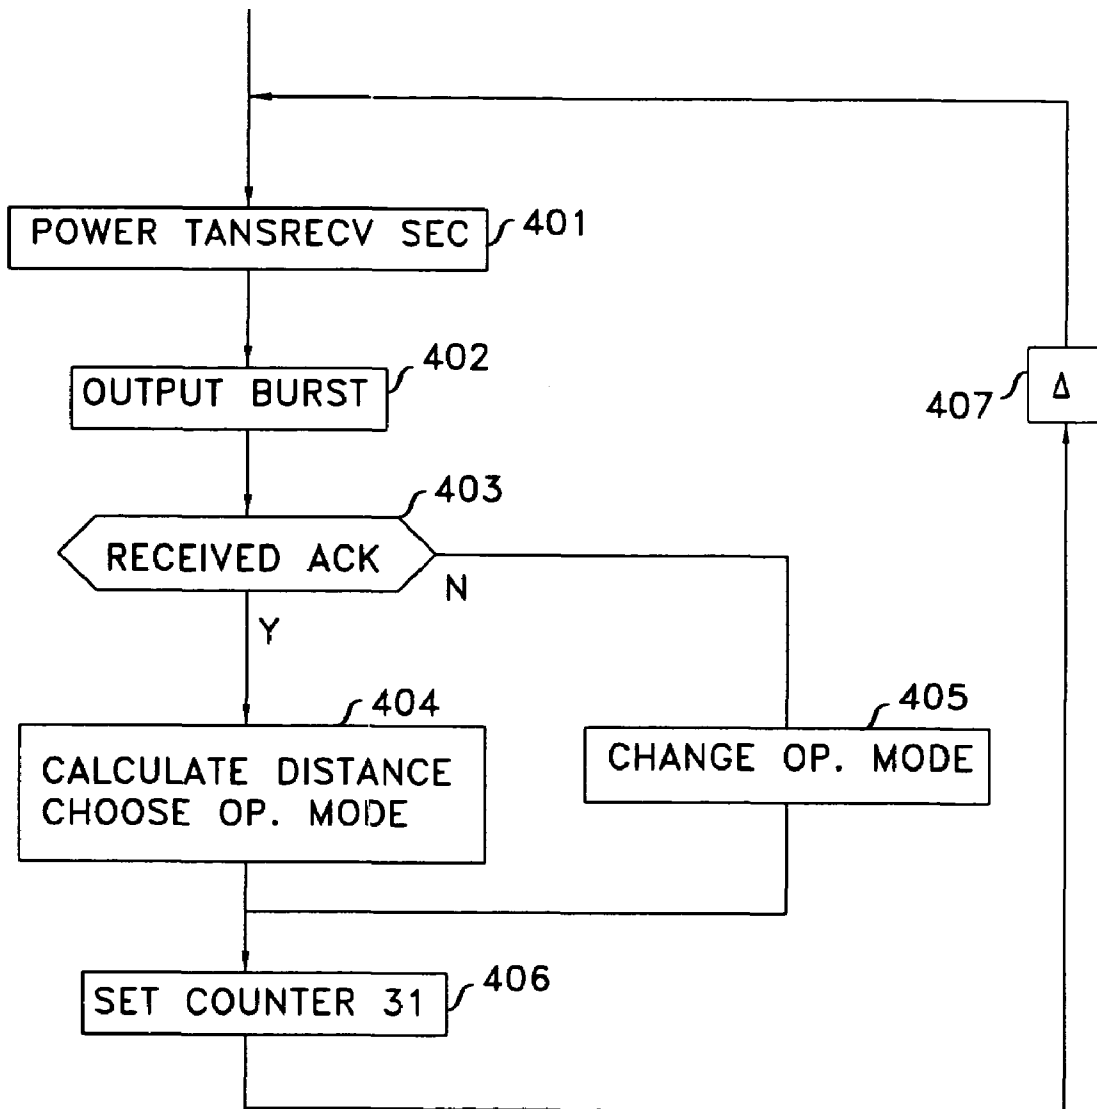 POWER TANSRECV SEC
401
OUTPUT BURST
402
403
RECEIVED ACK
N
Y
404
CALCULATE DISTANCE
CHOOSE OP. MODE
405
CHANGE OP. MODE
406
SET COUNTER 31
407
Δ